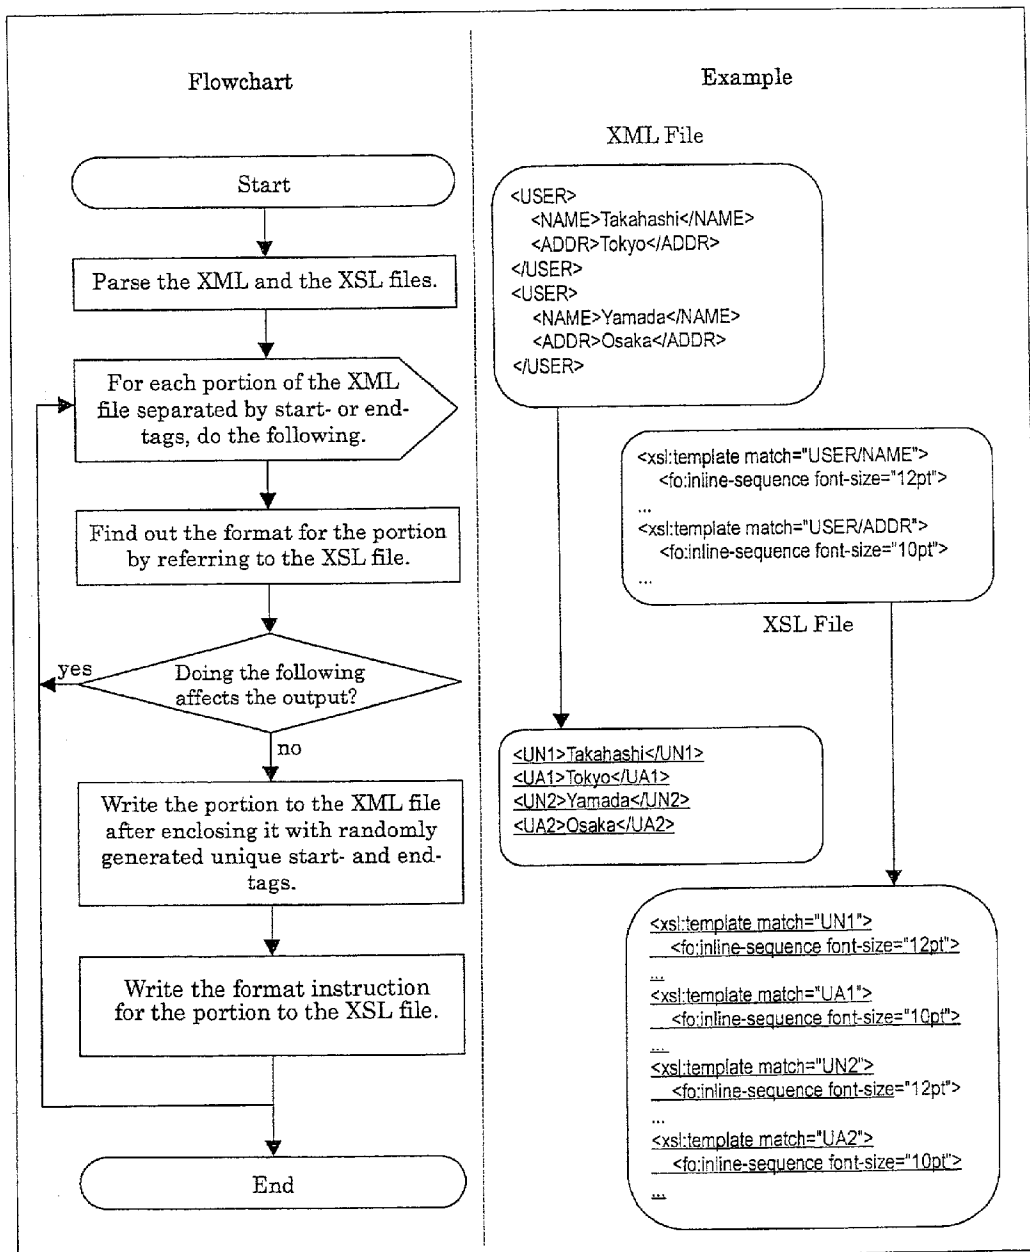 Flowchart
Start
Parse the XML and the XSL files.
For each portion of the XML
file separated by start- or end-
tags, do the following.
Find out the format for the portion
by referring to the XSL file.
yes
Doing the following
affects the output?
no
Write the portion to the XML file
after enclosing it with randomly
generated unique start- and end-
tags.
Write the format instruction
for the portion to the XSL file.
End
Example
XML File
<USER>
<NAME>Takahashi</NAME>
<ADDR>Tokyo</ADDR>
</USER>
<USER>
<NAME>Yamada</NAME>
<ADDR>Osaka</ADDR>
</USER>
<xsl:template match="USER/NAME">
<fo:inline-sequence font-size="12pt">
...
<xsl:template match="USER/ADDR">
<fo:inline-sequence font-size="10pt">
...
XSL File
<UN1>Takahashi</UN1>
<UA1>Tokyo</UA1>
<UN2>Yamada</UN2>
<UA2>Osaka</UA2>
<xsl:template match="UN1">
<fo:inline-sequence font-size="12pt">
...
<xsl:template match="UA1">
<fo:inline-sequence font-size="10pt">
...
<xsl:template match="UN2">
<fo:inline-sequence font-size="12pt>
...
<xsl:template match="UA2">
<fo:inline-sequence font-size="10pt">
...